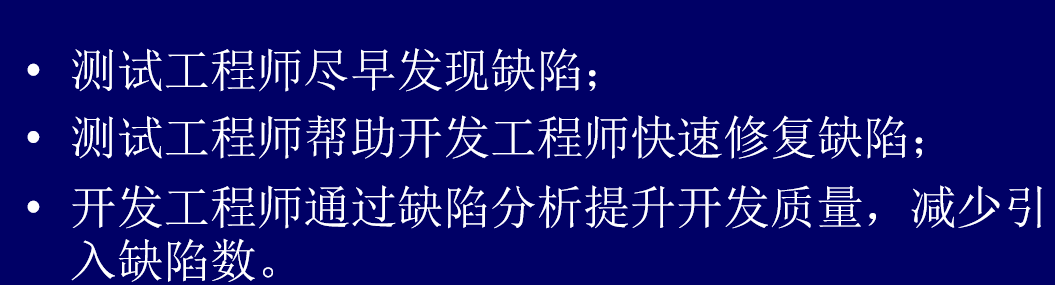 • 测试工程师尽早发现缺陷；
• 测试工程师帮助开发工程师快速修复缺陷；
• 开发工程师通过缺陷分析提升开发质量，减少引
入缺陷数。